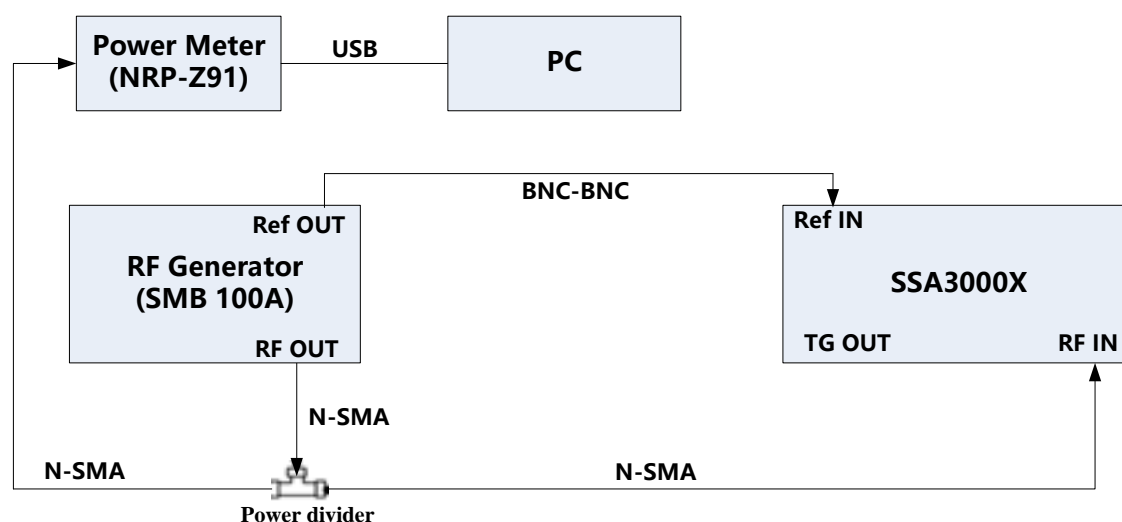 Power Meter
(NRP-Z91)
USB
PC
BNC-BNC
Ref OUT
Ref IN
RF Generator
(SMB 100A)
SSA3000X
RF OUT
TG OUT
RF IN
N-SMA
N-SMA
N-SMA
Power divider